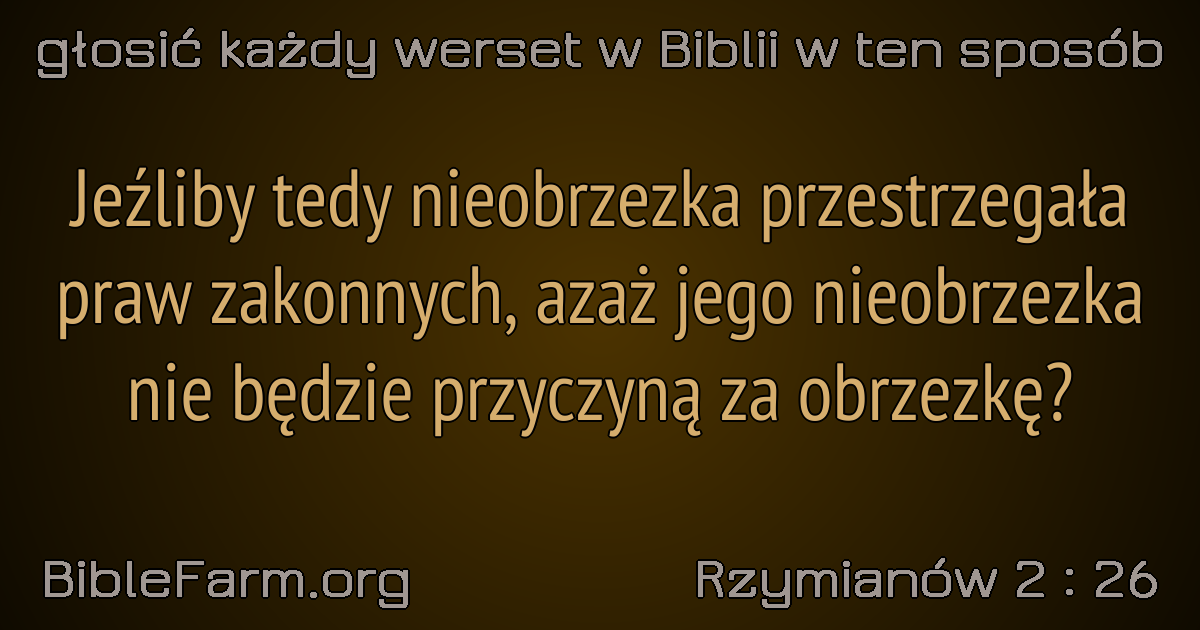 głosić każdy werset w Biblii w ten sposób
Jeźliby tedy nieobrzezka przestrzegała
praw zakonnych, azaż jego nieobrzezka
nie będzie przyczyną za obrzezkę?
BibleFarm.org
Rzymianów 2 : 26